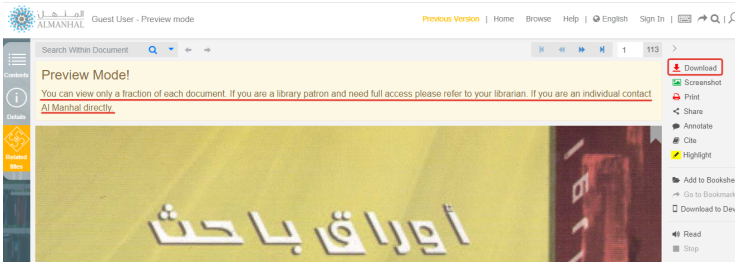 المنهل
ALMANHAL
Guest User - Preview mode
Previous Version | Home Browse Help | English Sign In
Search Within Document
1 113
Contents
Details
Related titles
Preview Mode!
You can view only a fraction of each document. If you are a library patron and need full access please refer to your librarian. If you are an individual contact
Al Manhal directly.
Download
Screenshot
Print
Share
Annotate
Cite
Highlight
Add to Bookshe
Go to Bookmark
Download to Dev
Read
Stop
أوراق باحث